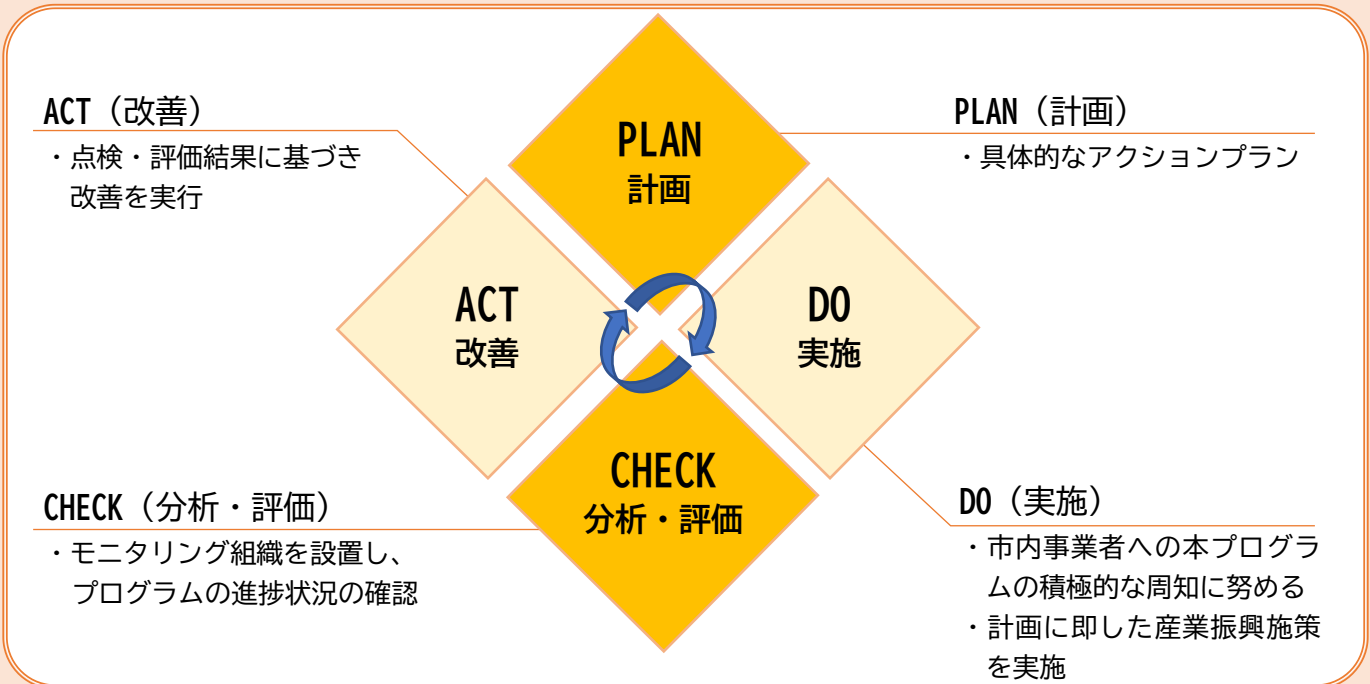 ACT（改善）
・点検・評価結果に基づき
改善を実行
PLAN（計画）
・具体的なアクションプラン
PLAN
計画
ACT
改善
DO
実施
CHECK
分析・評価
CHECK（分析・評価）
・モニタリング組織を設置し、
プログラムの進捗状況の確認
DO（実施）
・市内事業者への本プログラ
ムの積極的な周知に努める
・計画に即した産業振興施策
を実施